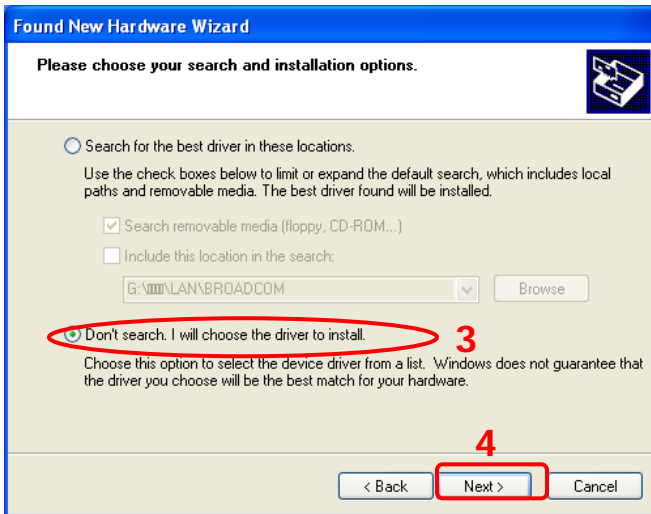 Found New Hardware Wizard
Please choose your search and installation options.
Search for the best driver in these locations.
Use the check boxes below to limit or expand the default search, which includes local
paths and removable media. The best driver found will be installed.
Search removable media (floppy, CD-ROM...)
Include this location in the search:
G:\LAN\BROADCOM
Browse
Don't search. I will choose the driver to install.
3
Choose this option to select the device driver from a list. Windows does not guarantee that
the driver you choose will be the best match for your hardware.
4
< Back
Next >
Cancel